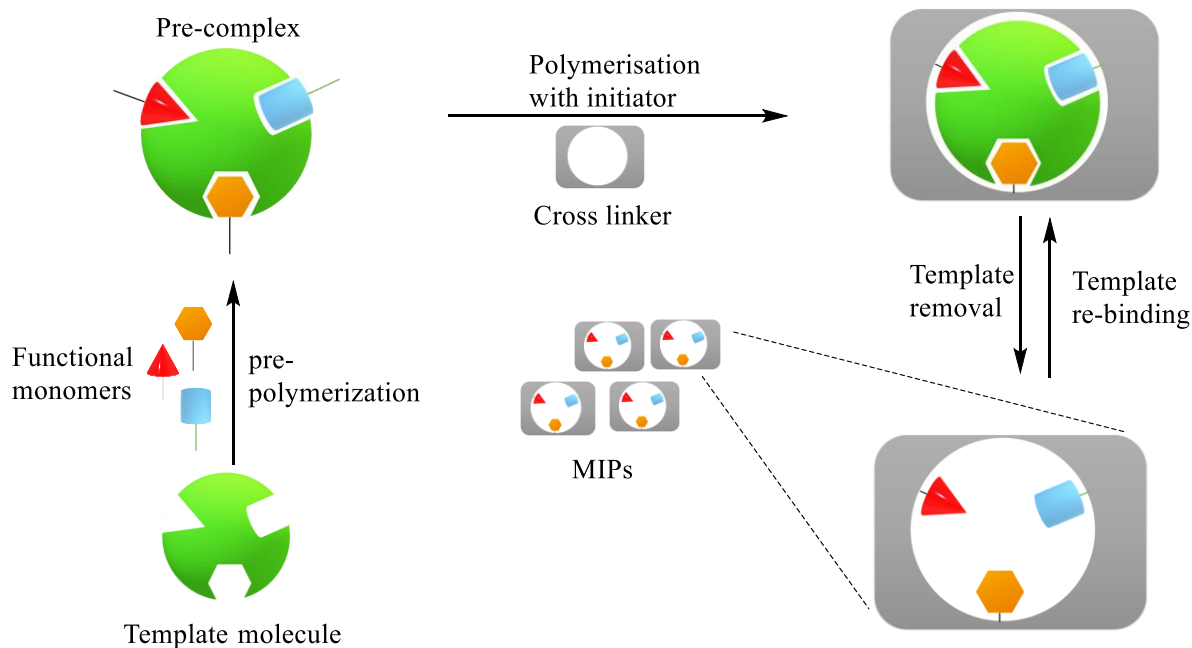 Pre-complex
Polymerisation
with initiator
Cross linker
Template
removal
Template
re-binding
Functional
monomers
pre-
polymerization
MIPs
Template molecule